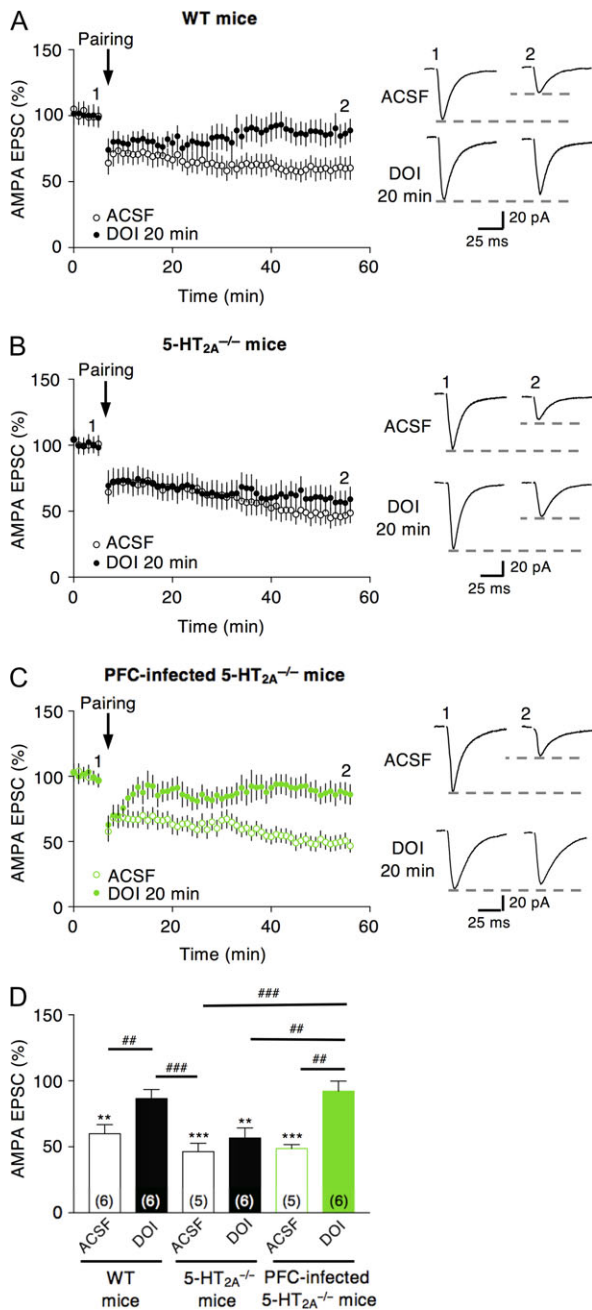 A
WT mice
Pairing
AMPA EPSC (%)
150
100
50
0
1
2
ACSF
DOI 20 min
0 20 40 60
Time (min)
1 2
ACSF
DOI
20 min
20 pA
25 ms
B
5-HT2A−/− mice
Pairing
AMPA EPSC (%)
150
100
50
0
1
2
ACSF
DOI 20 min
0 20 40 60
Time (min)
1 2
ACSF
DOI
20 min
20 pA
25 ms
C
PFC-infected 5-HT2A−/− mice
Pairing
AMPA EPSC (%)
150
100
50
0
1
2
ACSF
DOI 20 min
0 20 40 60
Time (min)
1 2
ACSF
DOI
20 min
20 pA
25 ms
D
AMPA EPSC (%)
150
100
50
0
###
##
## ### ##
** *** ** ***
(6) (6) (5) (6) (5) (6)
ACSF DOI ACSF DOI ACSF DOI
WT
mice
5-HT2A−/−
mice
PFC-infected
5-HT2A−/− mice